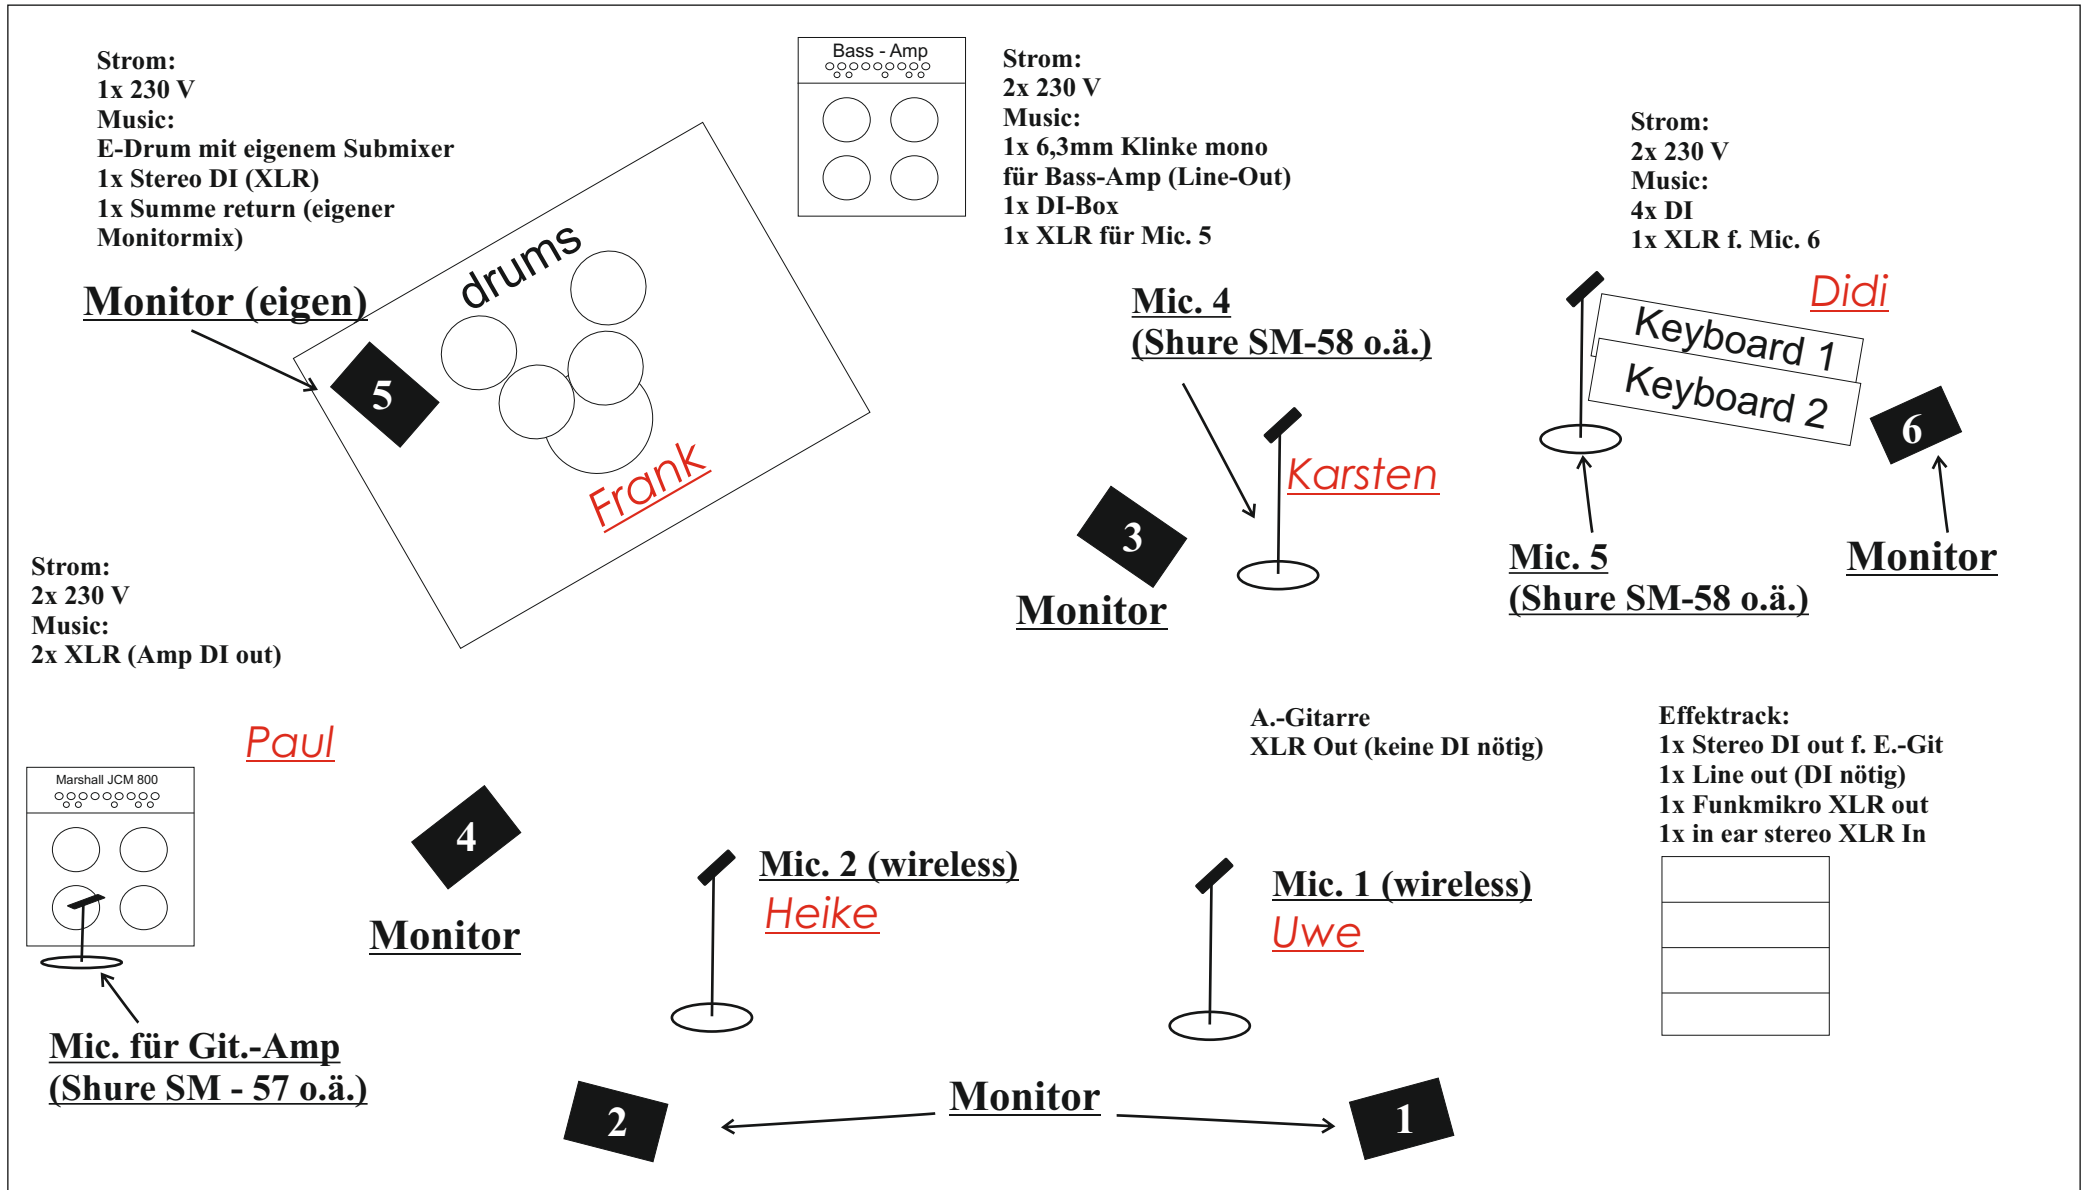 Strom:
1x 230 V
Music:
E-Drum mit eigenem Submixer
1x Stereo DI (XLR)
1x Summe return (eigener
Monitormix)
Monitor (eigen)
5
drums
Frank
Bass - Amp
Strom:
2x 230 V
Music:
1x 6,3mm Klinke mono
für Bass-Amp (Line-Out)
1x DI-Box
1x XLR für Mic. 5
Mic. 4
(Shure SM-58 o.ä.)
Karsten
3
Monitor
Strom:
2x 230 V
Music:
4x DI
1x XLR f. Mic. 6
Didi
Keyboard 1
Keyboard 2
6
Mic. 5
(Shure SM-58 o.ä.)
Monitor
Strom:
2x 230 V
Music:
2x XLR (Amp DI out)
Paul
Marshall JCM 800
4
Monitor
Mic. für Git.-Amp
(Shure SM - 57 o.ä.)
Mic. 2 (wireless)
Heike
A.-Gitarre
XLR Out (keine DI nötig)
Mic. 1 (wireless)
Uwe
Effektrack:
1x Stereo DI out f. E.-Git
1x Line out (DI nötig)
1x Funkmikro XLR out
1x in ear stereo XLR In
2
Monitor
1